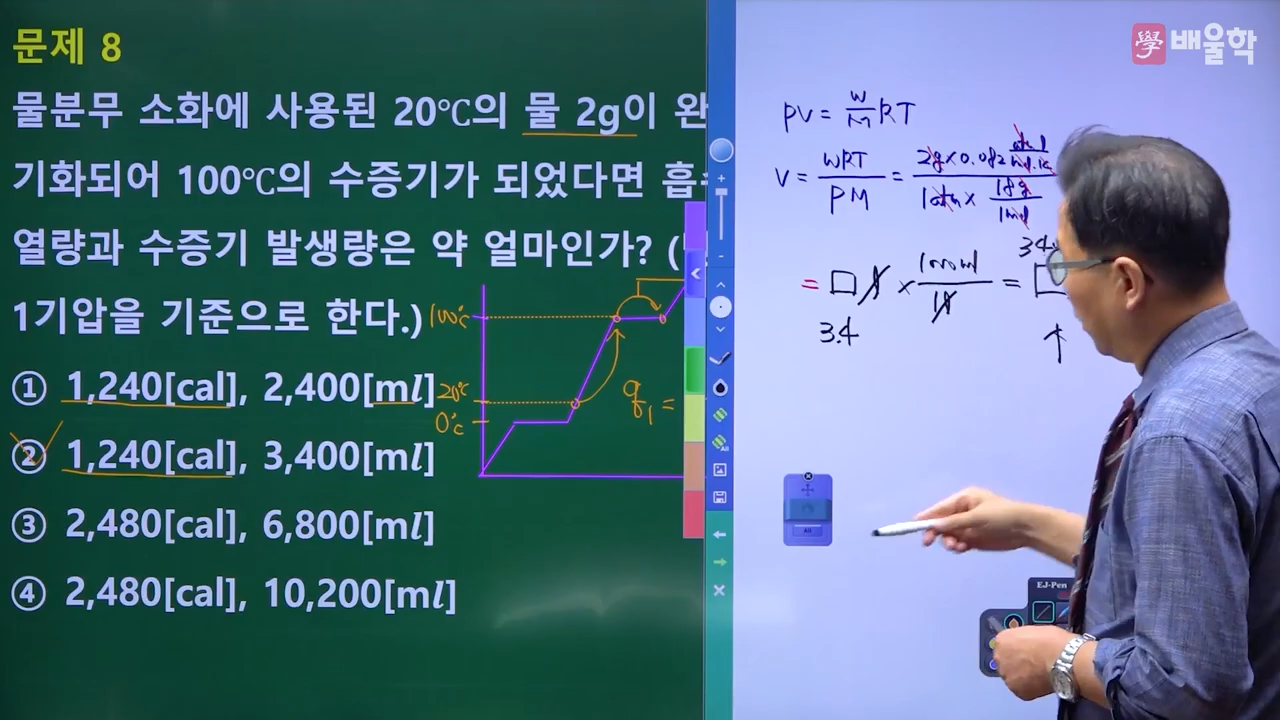 문제 8
물분무 소화에 사용된 20℃의 물 2g이 완
기화되어 100℃의 수증기가 되었다면 흡
열량과 수증기 발생량은 약 얼마인가? (
1기압을 기준으로 한다.)
① 1,240[cal], 2,400[ml]
② 1,240[cal], 3,400[ml]
③ 2,480[cal], 6,800[ml]
④ 2,480[cal], 10,200[ml]
100℃
20℃
0℃
q₁ =
學 배울학
PV = W/M RT
V = WRT/PM = 2g×0.082 / 1atm × 18g/1mol
= □ l × 1000ml/1l = □
3.4
EJ-Pen
All